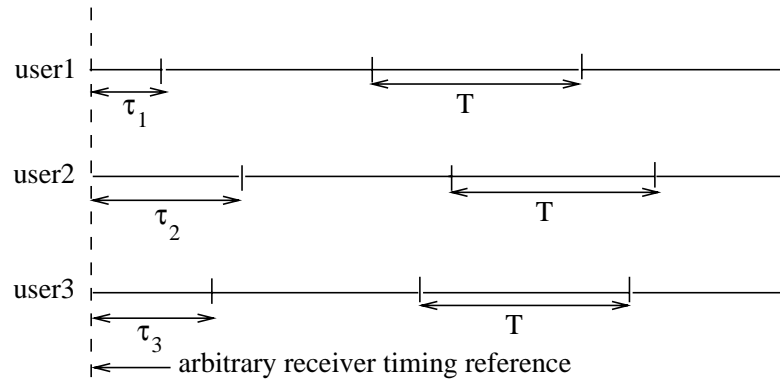 user1
τ1
T
user2
τ2
T
user3
τ3
T
arbitrary receiver timing reference